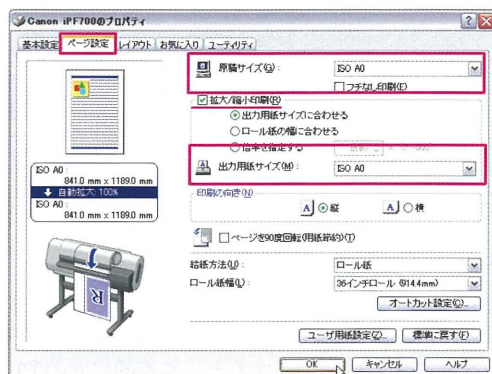 Canon iPF700のプロパティ
基本設定 ページ設定 レイアウト お気に入り ユーティリティ
原稿サイズ(G): ISO A0
フチなし印刷(E)
拡大/縮小印刷(R)
出力用紙サイズに合わせる
ロール紙の幅に合わせる
倍率を指定する
出力用紙サイズ(M): ISO A0
ISO A0:
841.0 mm x 1189.0 mm
自動拡大: 100%
ISO A0:
841.0 mm x 1189.0 mm
印刷の向き(N)
A 縦 A 横
ページを90度回転(用紙節約)(T)
給紙方法(U): ロール紙
ロール紙幅(L): 36インチロール (914.4mm)
オートカット設定(C)...
ユーザ用紙設定(Z)... 標準に戻す(F)
OK キャンセル ヘルプ